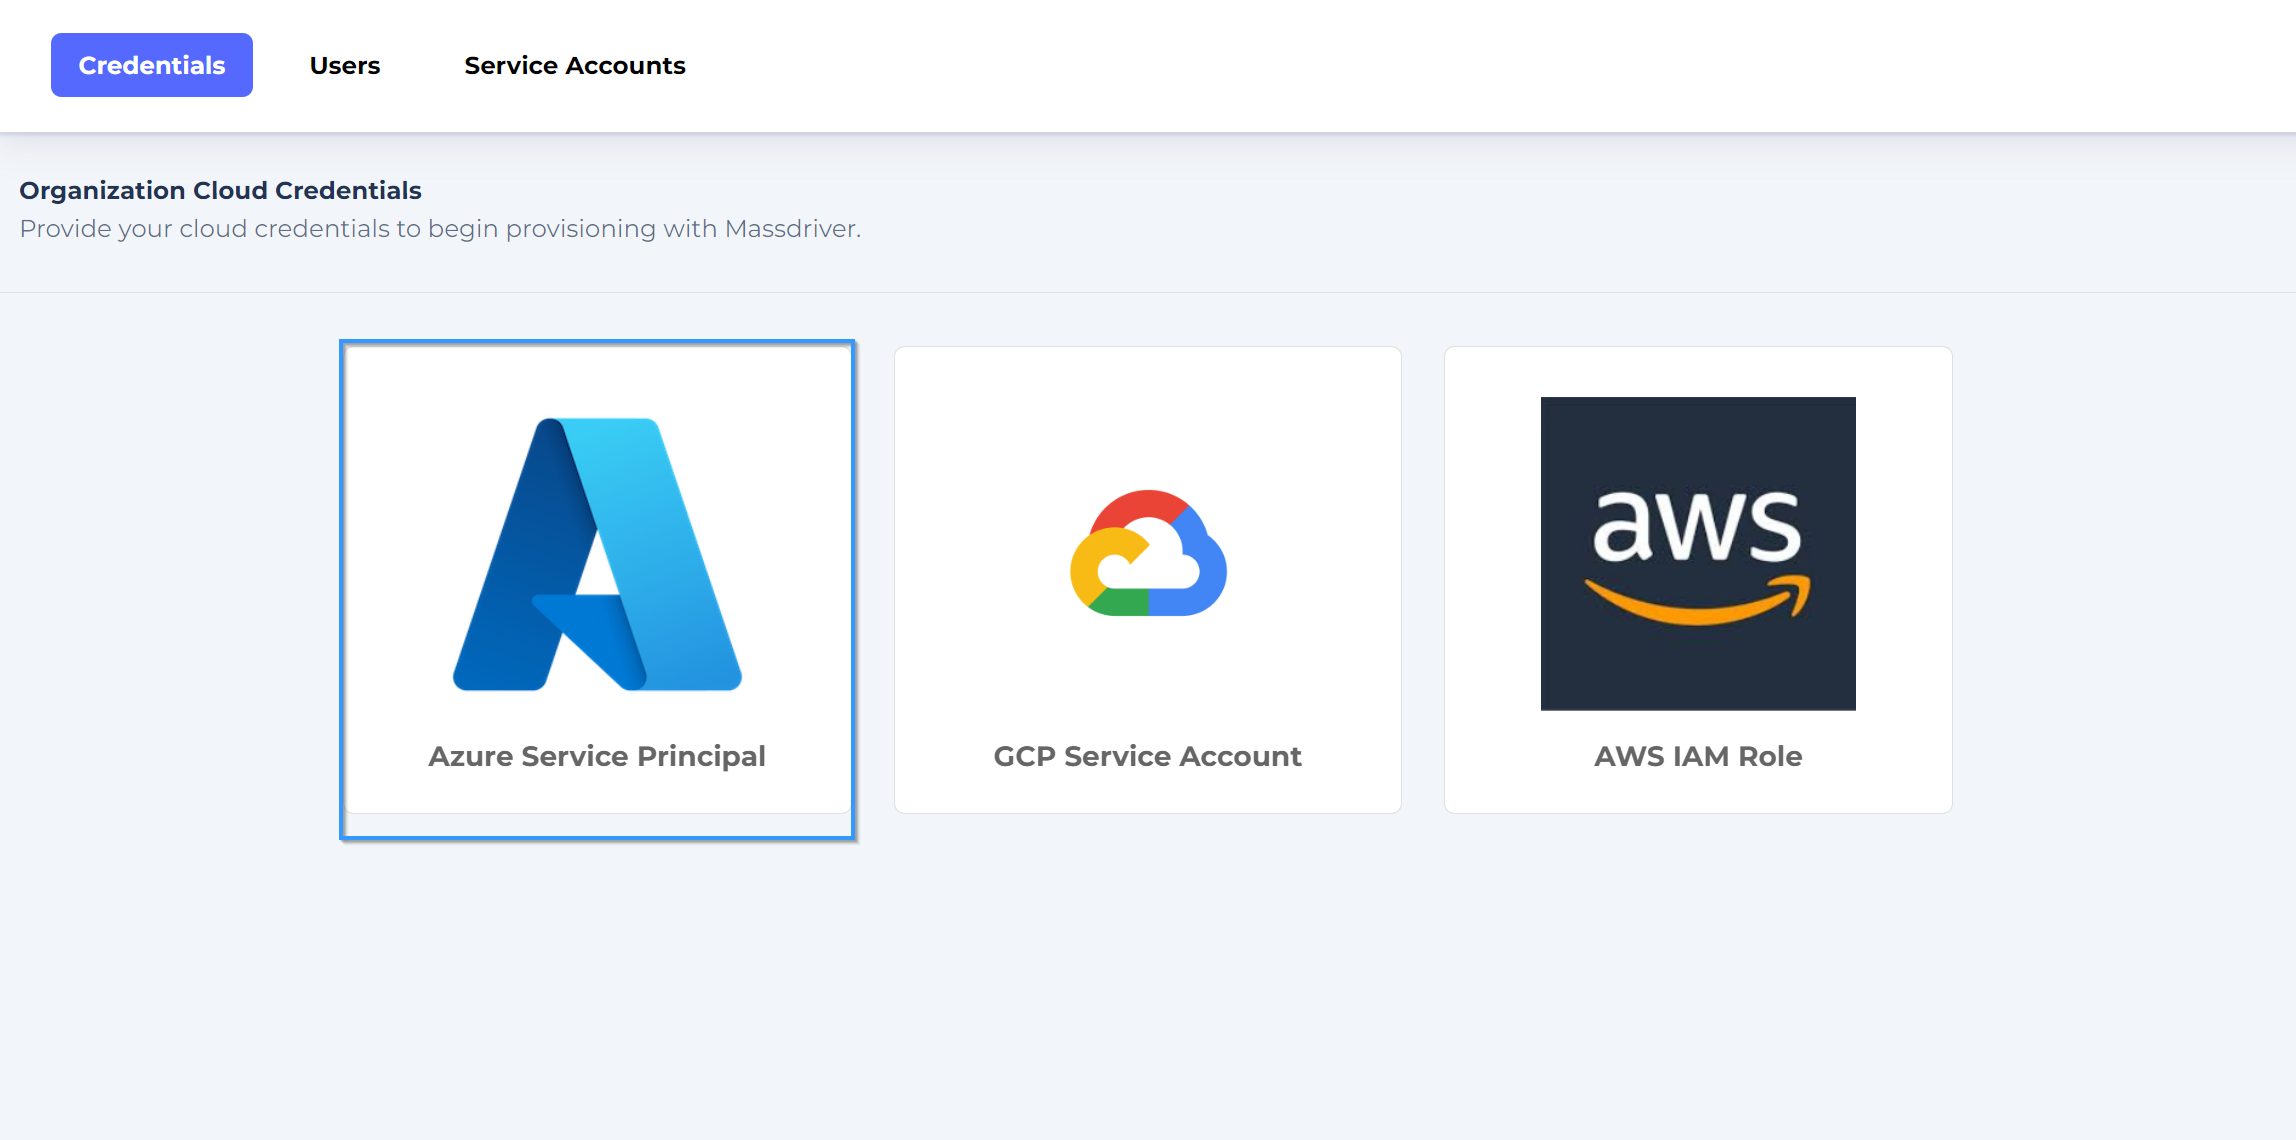 Credentials Users Service Accounts
Organization Cloud Credentials
Provide your cloud credentials to begin provisioning with Massdriver.
aws
Azure Service Principal
GCP Service Account
AWS IAM Role